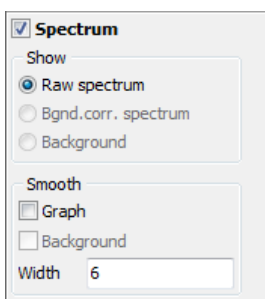 Spectrum
Show
Raw spectrum
Bgnd.corr. spectrum
Background
Smooth
Graph
Background
Width 6